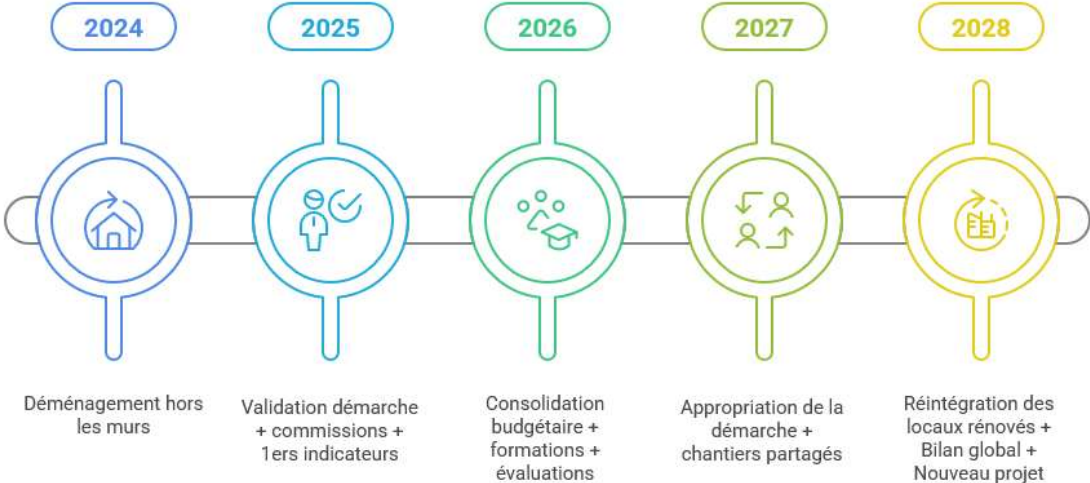 2024
2025
2026
2027
2028
Déménagement hors
les murs
Validation démarche
+ commissions +
1ers indicateurs
Consolidation
budgétaire +
formations +
évaluations
Appropriation de la
démarche +
chantiers partagés
Réintégration des
locaux rénovés +
Bilan global +
Nouveau projet